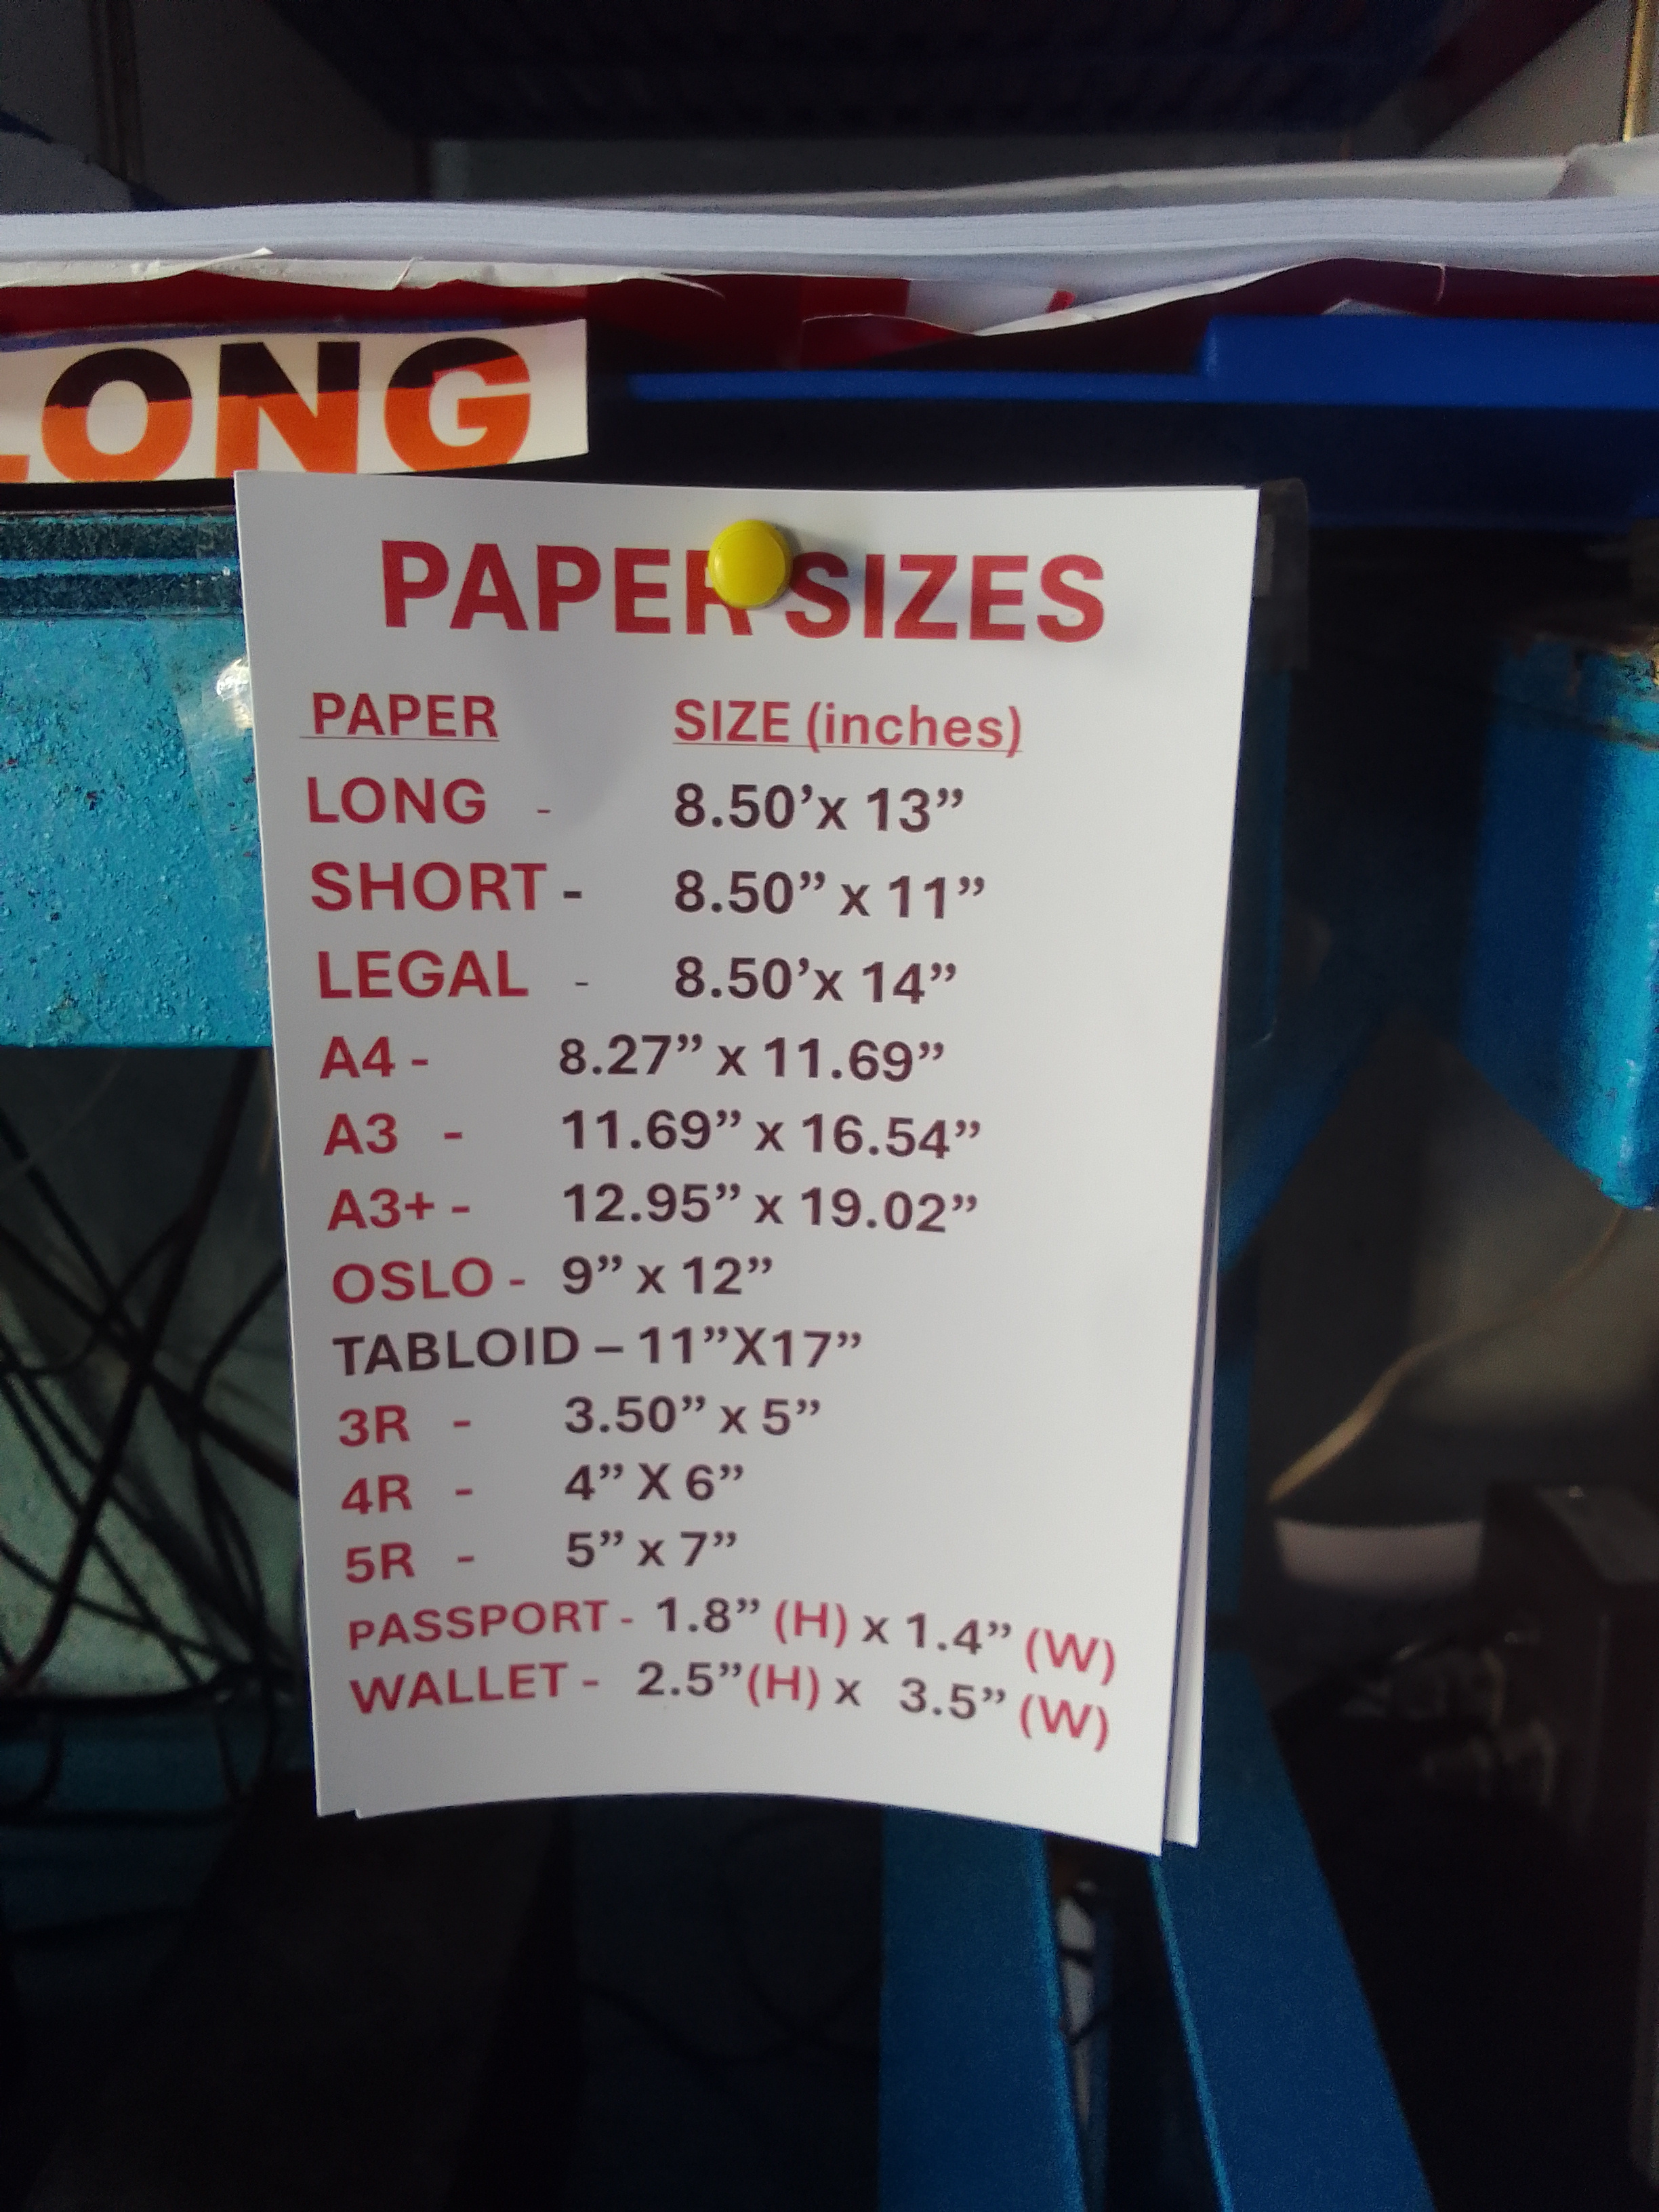 LONG
PAPER SIZES
PAPER SIZE (inches)
LONG - 8.50’x 13”
SHORT - 8.50” x 11”
LEGAL - 8.50’x 14”
A4 - 8.27” x 11.69”
A3 - 11.69” x 16.54”
A3+ - 12.95” x 19.02”
OSLO - 9” x 12”
TABLOID – 11”X17”
3R - 3.50” x 5”
4R - 4” X 6”
5R - 5” x 7”
PASSPORT - 1.8” (H) x 1.4” (W)
WALLET - 2.5”(H) x 3.5” (W)